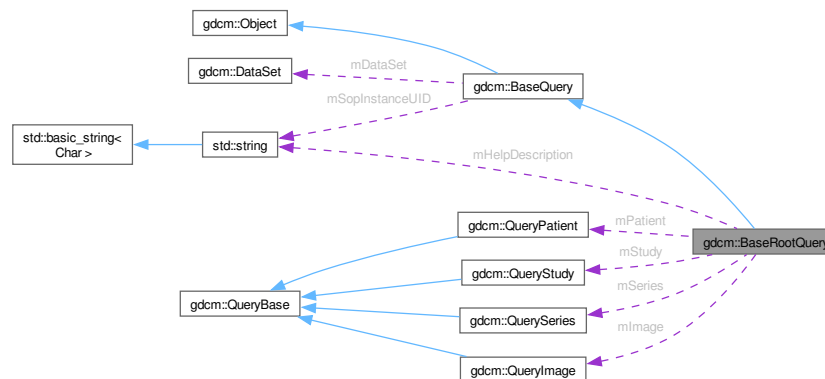 gdcm::Object
gdcm::DataSet
mDataSet
gdcm::BaseQuery
mSopInstanceUID
std::basic_string<
Char >
std::string
mHelpDescription
gdcm::QueryPatient
mPatient
gdcm::BaseRootQuery
mStudy
gdcm::QueryStudy
mSeries
gdcm::QueryBase
gdcm::QuerySeries
mImage
gdcm::QueryImage